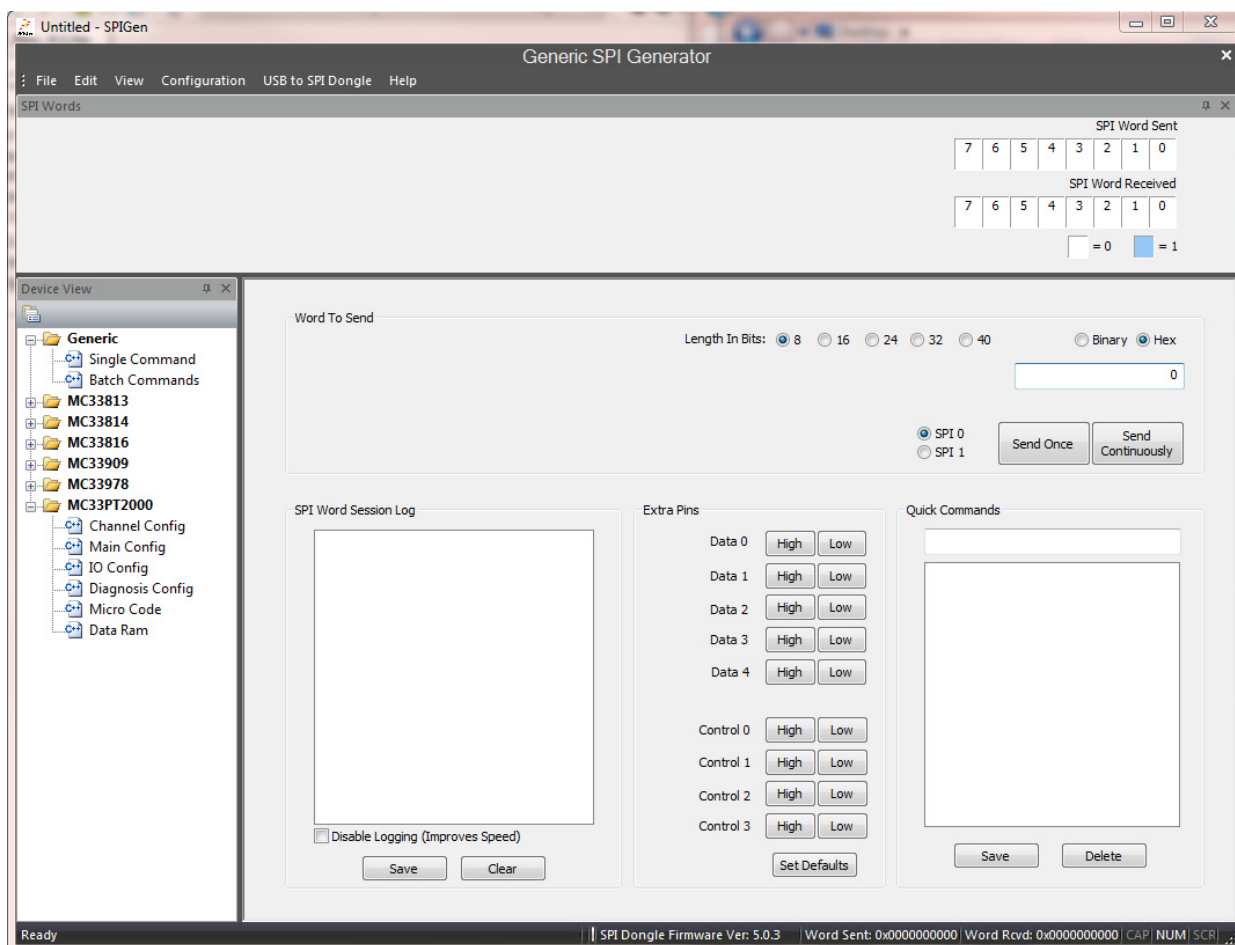 Untitled - SPIGen
Generic SPI Generator
File Edit View Configuration USB to SPI Dongle Help
SPI Words
SPI Word Sent
7 6 5 4 3 2 1 0
SPI Word Received
7 6 5 4 3 2 1 0
= 0 = 1
Device View
Generic
Single Command
Batch Commands
MC33813
MC33814
MC33816
MC33909
MC33978
MC33PT2000
Channel Config
Main Config
IO Config
Diagnosis Config
Micro Code
Data Ram
Word To Send
Length In Bits: 8 16 24 32 40 Binary Hex
0
SPI 0
SPI 1
Send Once
Send Continuously
SPI Word Session Log
Disable Logging (Improves Speed)
Save Clear
Extra Pins
Data 0 High Low
Data 1 High Low
Data 2 High Low
Data 3 High Low
Data 4 High Low
Control 0 High Low
Control 1 High Low
Control 2 High Low
Control 3 High Low
Set Defaults
Quick Commands
Save Delete
Ready SPI Dongle Firmware Ver: 5.0.3 Word Sent: 0x0000000000 Word Rcvd: 0x0000000000 CAP NUM SCRL